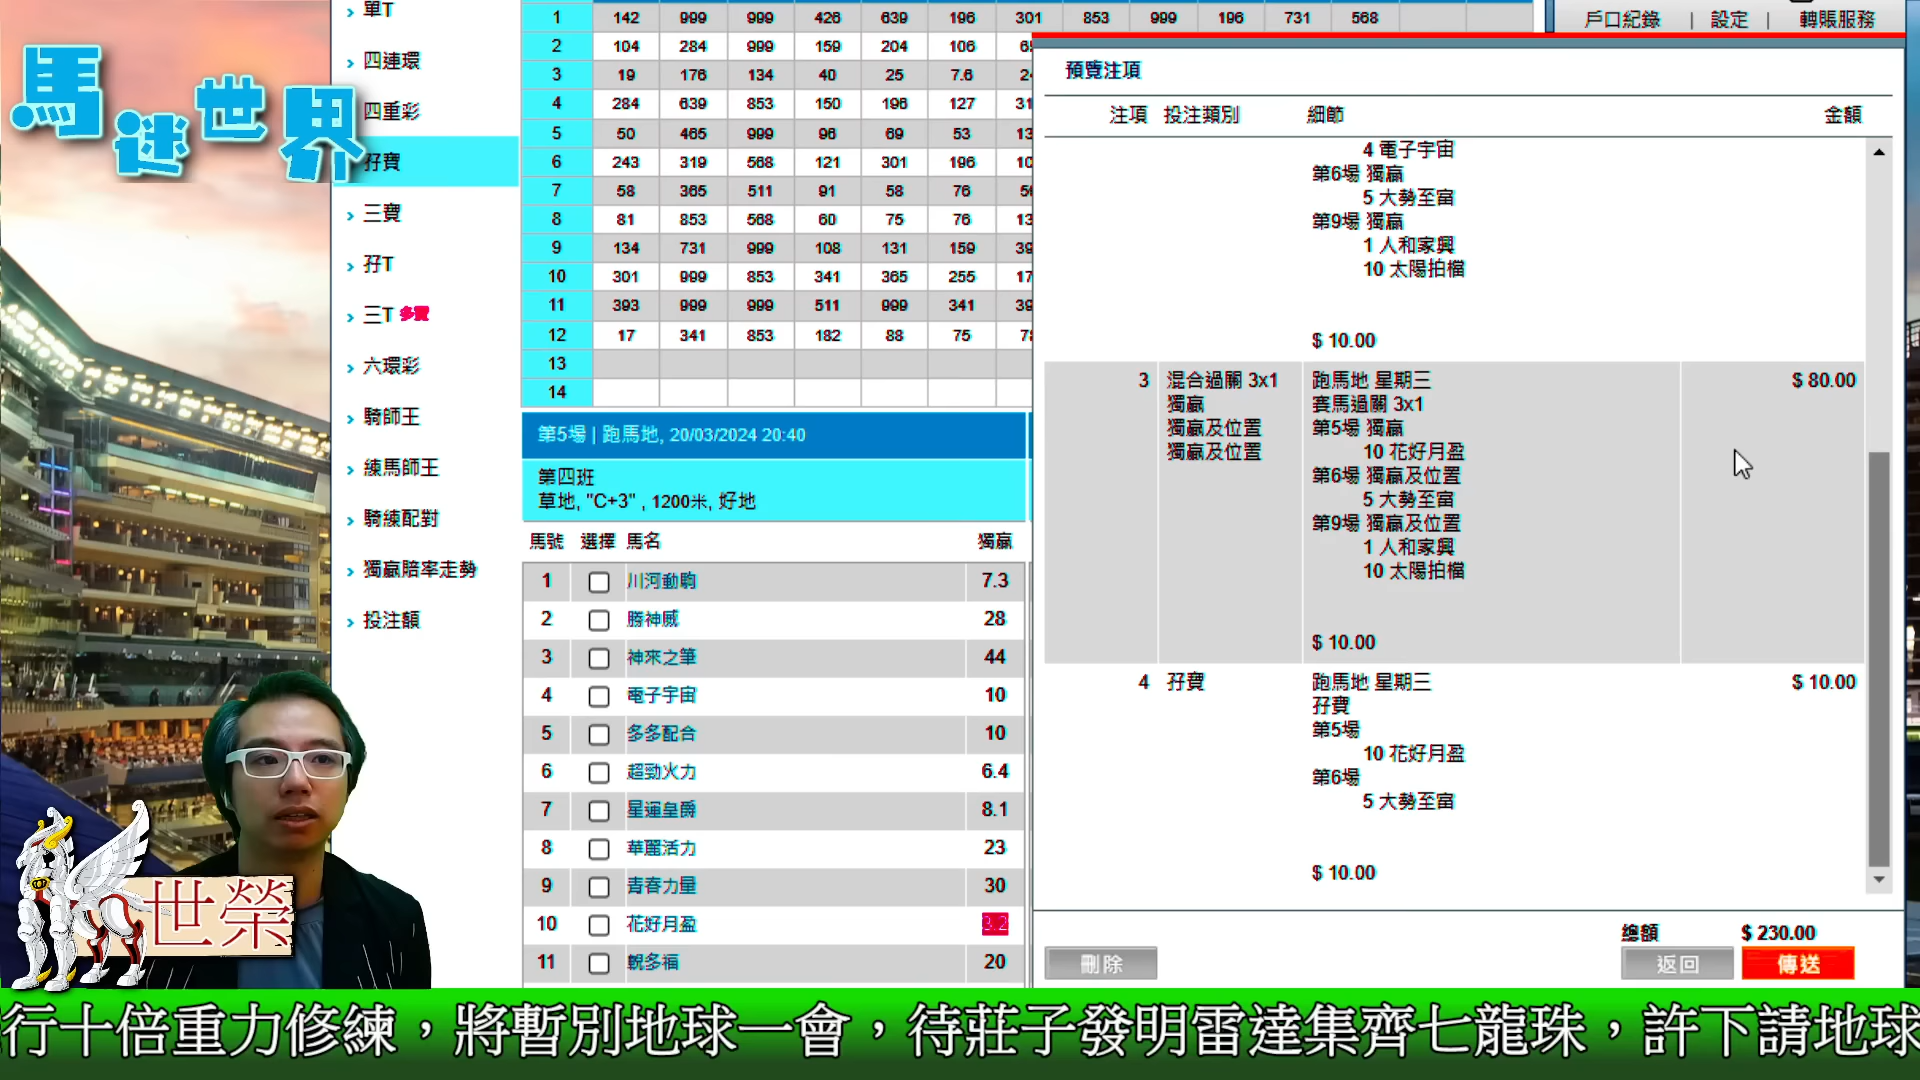 馬迷世界
單T
四連環
四重彩
孖寶
三寶
孖T
三T 多寶
六環彩
騎師王
練馬師王
騎練配對
獨贏賠率走勢
投注額
1 142 999 999 426 639 196 301 853 999 196 731 568
2 104 284 999 159 204 106
3 19 176 134 40 25 7.6
4 284 639 853 150 196 127
5 50 465 999 96 69 53
6 243 319 568 121 301 196
7 58 365 511 91 58 76
8 81 853 568 60 75 76
9 134 731 999 108 131 159
10 301 999 853 341 365 255
11 393 999 999 511 999 341
12 17 341 853 182 88 75
13
14
第5場 | 跑馬地, 20/03/2024 20:40
第四班
草地, "C+3" , 1200米, 好地
馬號 選擇 馬名 獨贏
1 川河動駒 7.3
2 勝神威 28
3 神來之筆 44
4 電子宇宙 10
5 多多配合 10
6 超勁火力 6.4
7 星運皇爵 8.1
8 華麗活力 23
9 青春力量 30
10 花好月盈 3.2
11 靚多福 20
戶口紀錄 | 設定 | 轉賬服務
預覽注項
注項 投注類別 細節 金額
4 電子宇宙
第6場 獨贏
5 大勢至富
第9場 獨贏
1 人和家興
10 太陽拍檔
$ 10.00
3 混合過關 3x1 跑馬地 星期三 $ 80.00
獨贏 賽馬過關 3x1
獨贏及位置 第5場 獨贏
獨贏及位置 10 花好月盈
第6場 獨贏及位置
5 大勢至富
第9場 獨贏及位置
1 人和家興
10 太陽拍檔
$ 10.00
4 孖寶 跑馬地 星期三 $ 10.00
孖寶
第5場
10 花好月盈
第6場
5 大勢至富
$ 10.00
總額 $ 230.00
刪除 返回 傳送
世榮
行十倍重力修練，將暫別地球一會，待莊子發明雷達集齊七龍珠，許下請地球